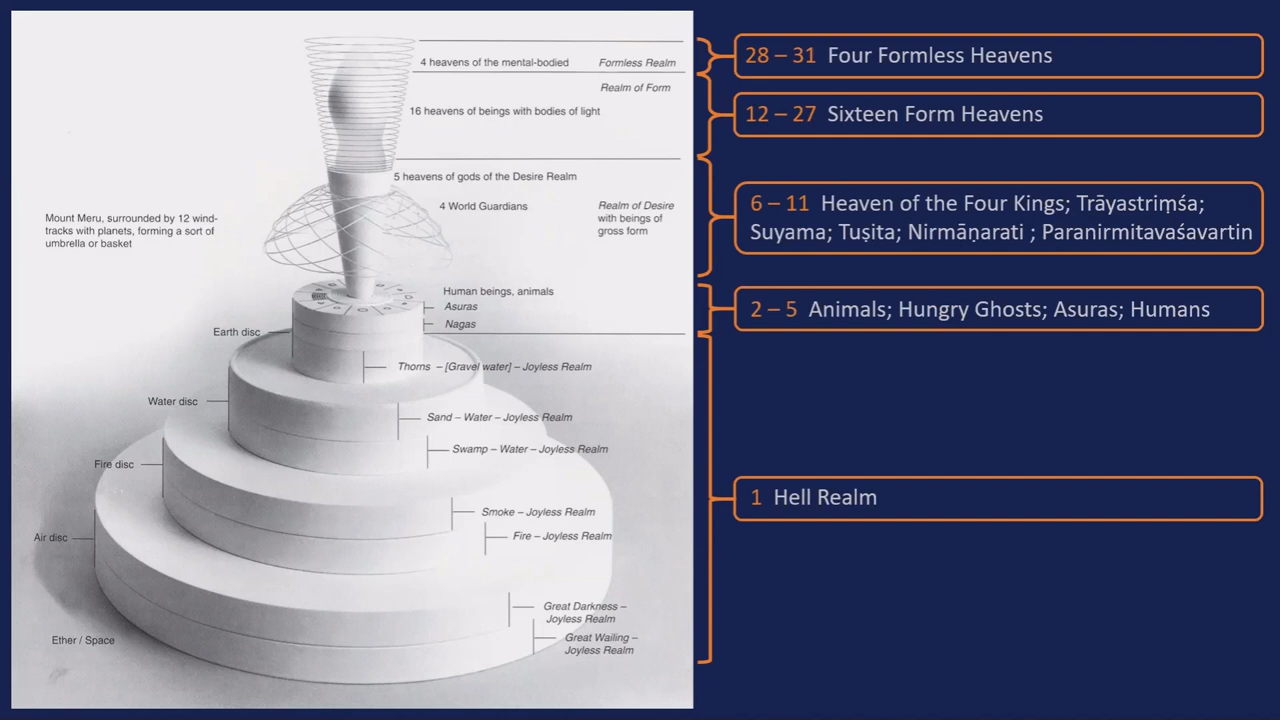 4 heavens of the mental-bodied Formless Realm
Realm of Form
16 heavens of beings with bodies of light
5 heavens of gods of the Desire Realm
4 World Guardians
Realm of Desire
with beings of
gross form
Mount Meru, surrounded by 12 wind-
tracks with planets, forming a sort of
umbrella or basket
Human beings, animals
Asuras
Nagas
Earth disc
Thorns – [Gravel water] – Joyless Realm
Water disc
Sand – Water – Joyless Realm
Swamp – Water – Joyless Realm
Fire disc
Smoke – Joyless Realm
Fire – Joyless Realm
Air disc
Great Darkness –
Joyless Realm
Great Wailing –
Joyless Realm
Ether / Space
28 – 31 Four Formless Heavens
12 – 27 Sixteen Form Heavens
6 – 11 Heaven of the Four Kings; Trāyastriṃśa;
Suyama; Tuṣita; Nirmāṇarati ; Paranirmitavaśavartin
2 – 5 Animals; Hungry Ghosts; Asuras; Humans
1 Hell Realm